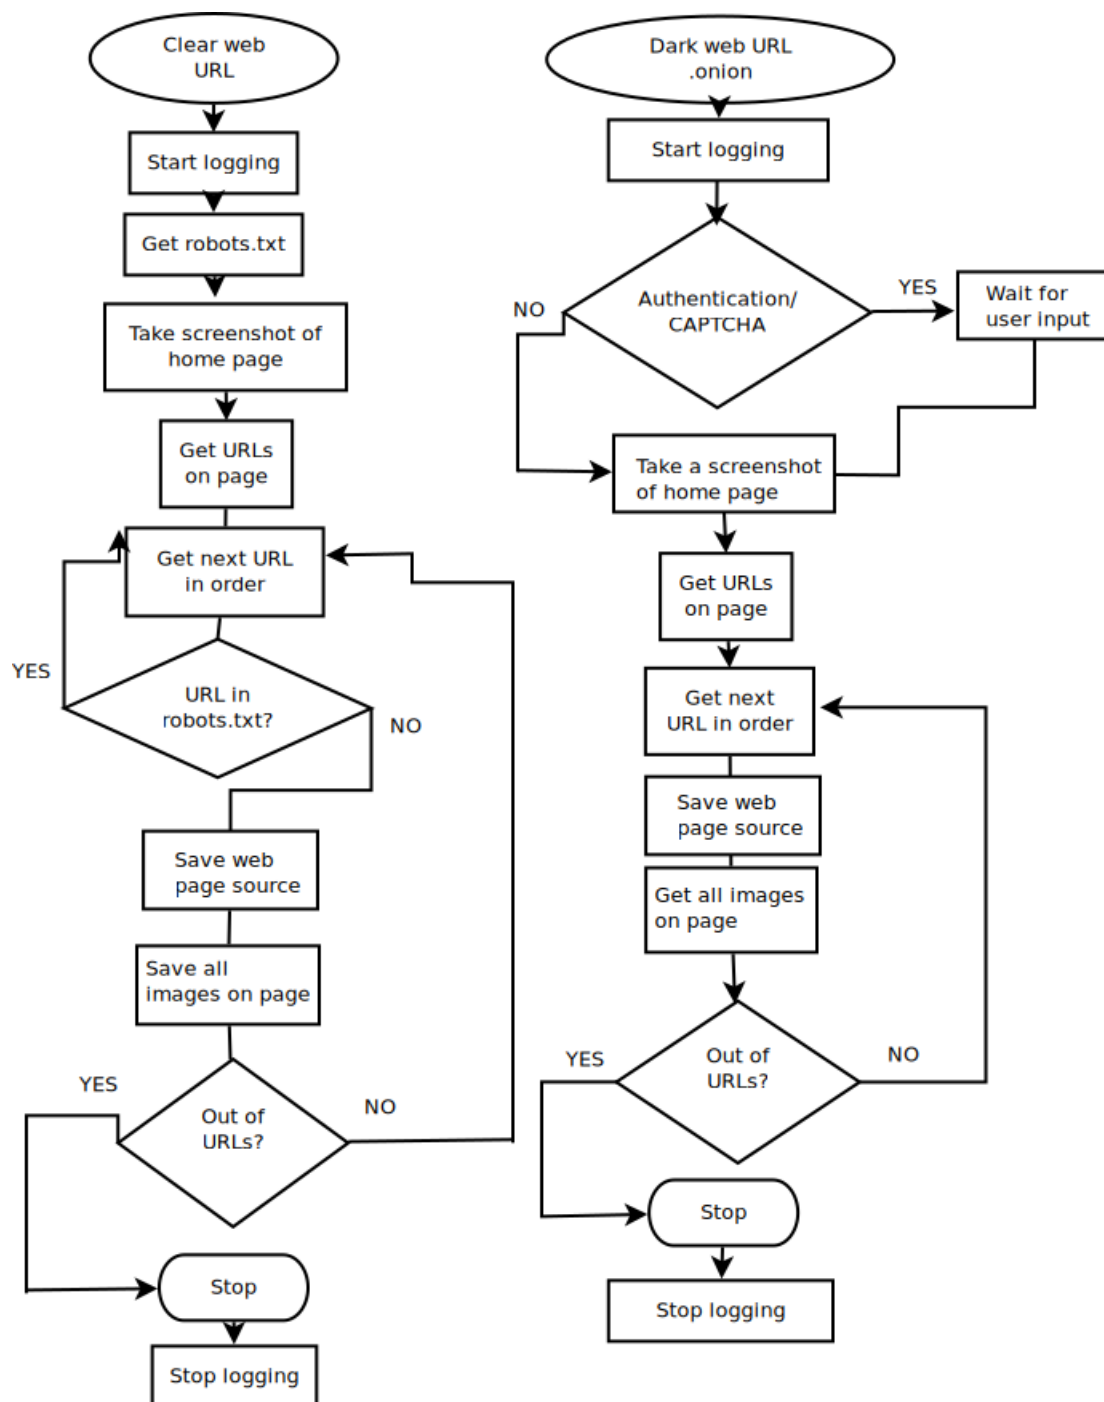 Clear web
URL
Start logging
Get robots.txt
Take screenshot of
home page
Get URLs
on page
Get next URL
in order
YES
URL in
robots.txt?
NO
Save web
page source
Save all
images on page
YES
Out of
URLs?
NO
Stop
Stop logging
Dark web URL
.onion
Start logging
NO
Authentication/
CAPTCHA
YES
Wait for
user input
Take a screenshot
of home page
Get URLs
on page
Get next
URL in order
Save web
page source
Get all images
on page
YES
Out of
URLs?
NO
Stop
Stop logging